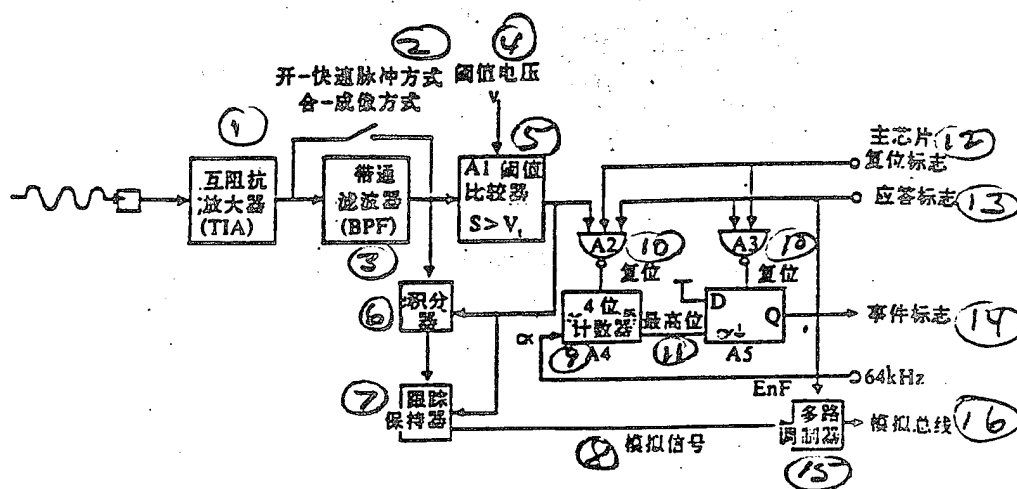 ② ④
开-快速脉冲方式 阈值电压
合-成像方式 V
① ⑤
主芯片 ⑫
复位标志
应答标志 ⑬
互阻抗
放大器
(TIA)
带通
滤波器
(BPF)
③
A1 阈值
比较器
S>V₁
A2 ⑩ A3 ⑩
复位 复位
⑥ 积分
器
4 位
计数器
最高位
D Q
事件标志 ⑭
CK
⑨ A4 ⑪ A5
64kHz
EnF
⑦ 跟踪
保持器
多路
调制器
模拟总线 ⑯
⑧ 模拟信号
⑮